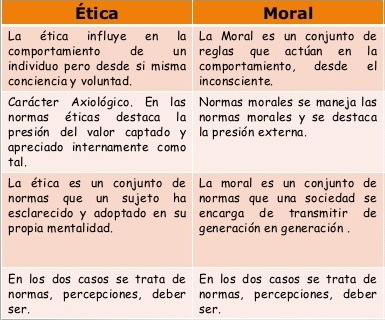 Ética
Moral
La ética influye en la
comportamiento de un
individuo pero desde si misma
conciencia y voluntad.
La Moral es un conjunto de
reglas que actúan en la
comportamiento, desde el
inconsciente.
Carácter Axiológico. En las
normas éticas destaca la
presión del valor captado y
apreciado internamente como
tal.
Normas morales se maneja las
normas morales y se destaca
la presión externa.
La ética es un conjunto de
normas que un sujeto ha
esclarecido y adoptado en su
propia mentalidad.
La moral es un conjunto de
normas que una sociedad se
encarga de transmitir de
generación en generación .
En los dos casos se trata de
normas, percepciones, deber
ser.
En los dos casos se trata de
normas, percepciones, deber
ser.